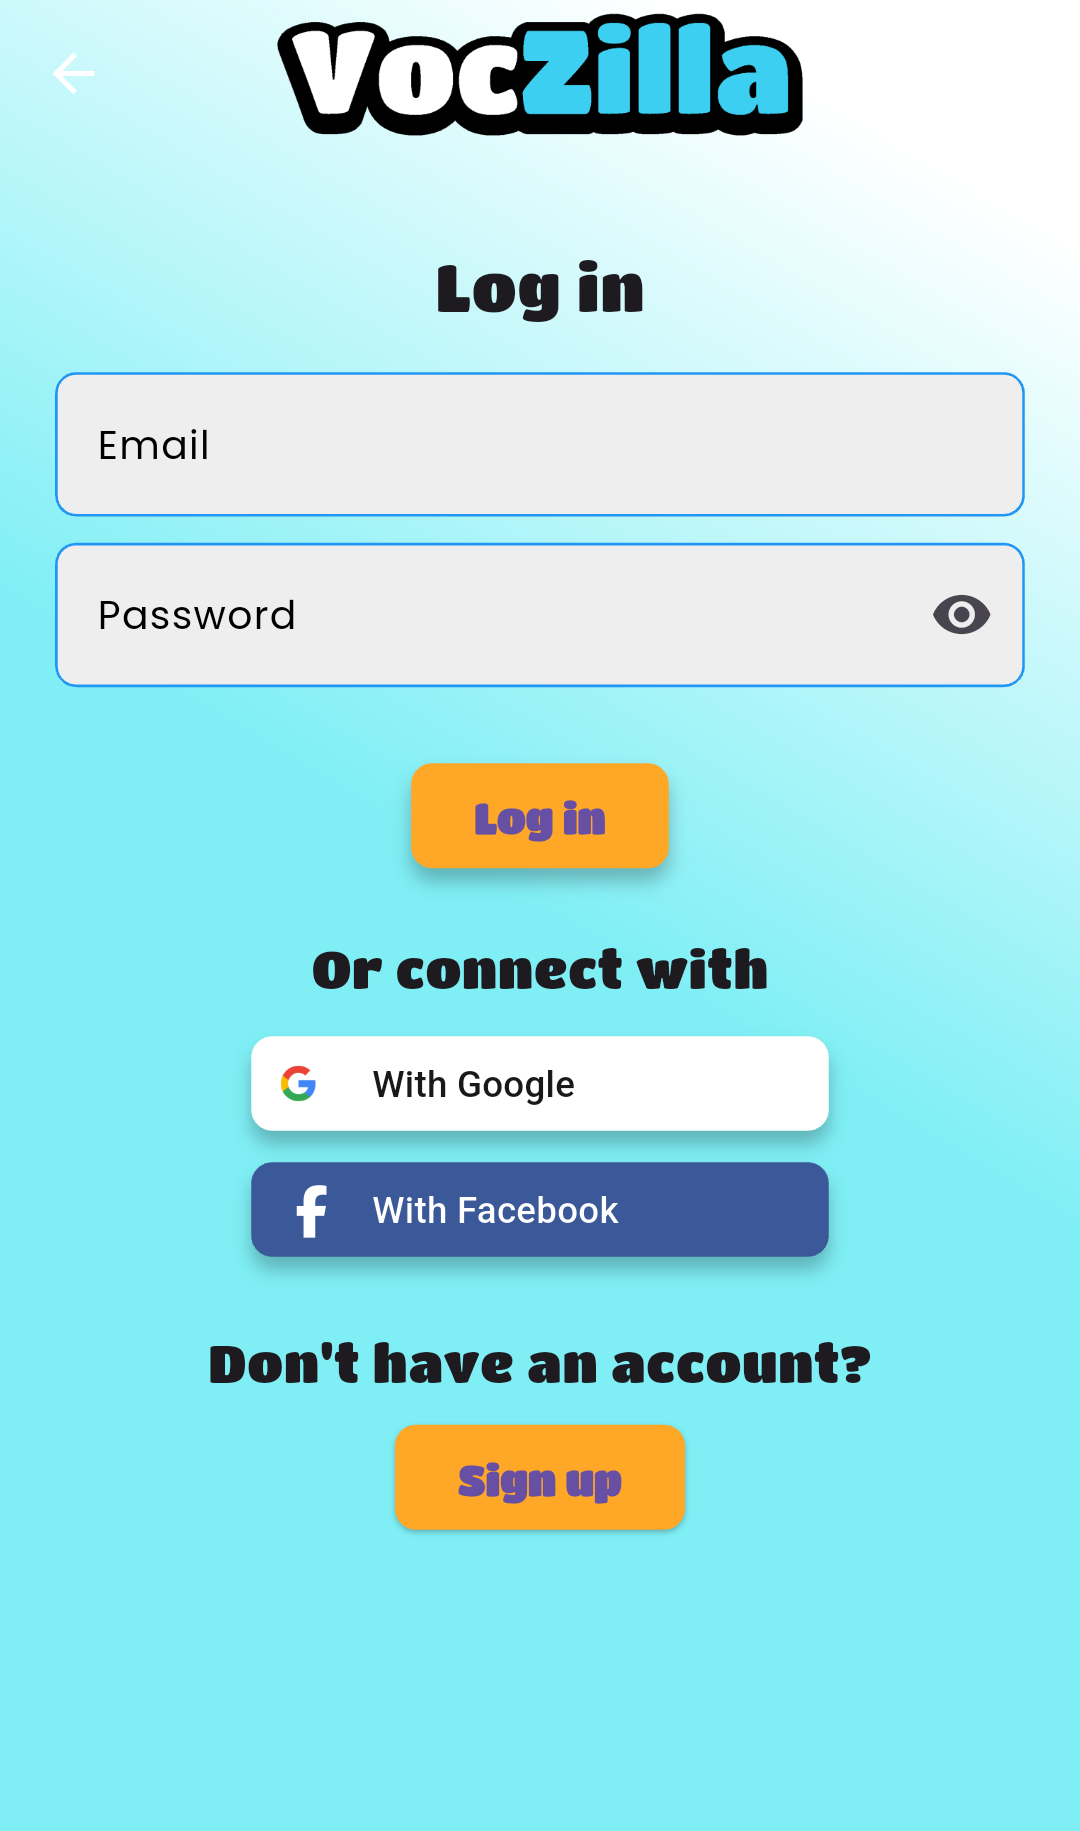 VocZilla
Log in
Email
Password
Log in
Or connect with
With Google
With Facebook
Don't have an account?
Sign up